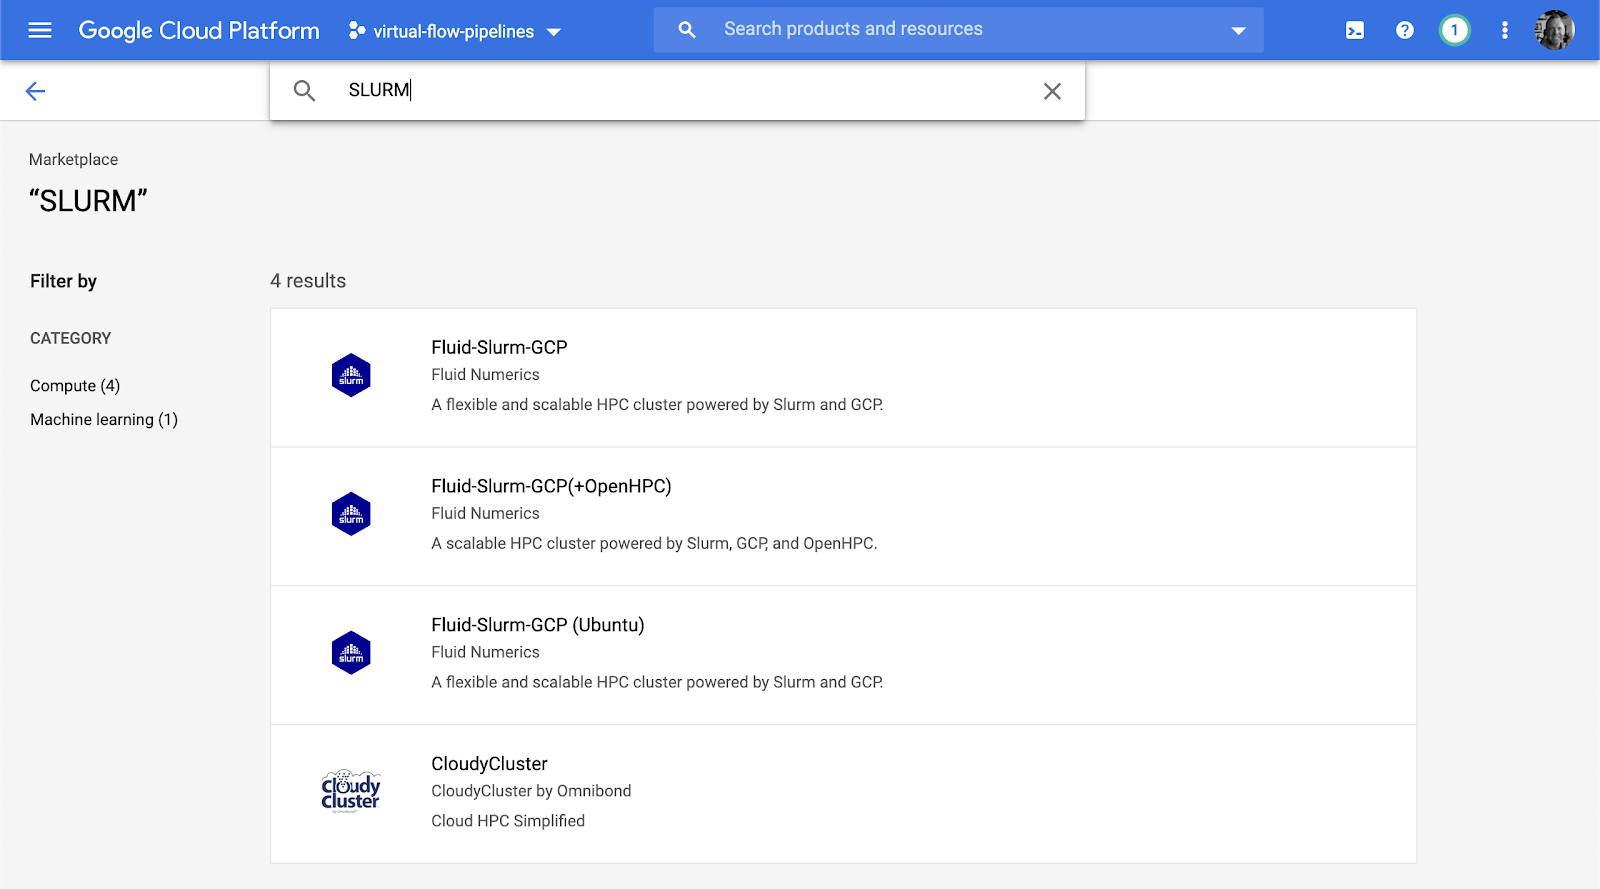 Google Cloud Platform
virtual-flow-pipelines
Search products and resources
1
SLURM
Marketplace
“SLURM”
Filter by
4 results
CATEGORY
Compute (4)
Machine learning (1)
slurm
Fluid-Slurm-GCP
Fluid Numerics
A flexible and scalable HPC cluster powered by Slurm and GCP.
slurm
Fluid-Slurm-GCP(+OpenHPC)
Fluid Numerics
A scalable HPC cluster powered by Slurm, GCP, and OpenHPC.
slurm
Fluid-Slurm-GCP (Ubuntu)
Fluid Numerics
A flexible and scalable HPC cluster powered by Slurm and GCP.
Cloudy
Cluster
by Omnibond
CloudyCluster
CloudyCluster by Omnibond
Cloud HPC Simplified